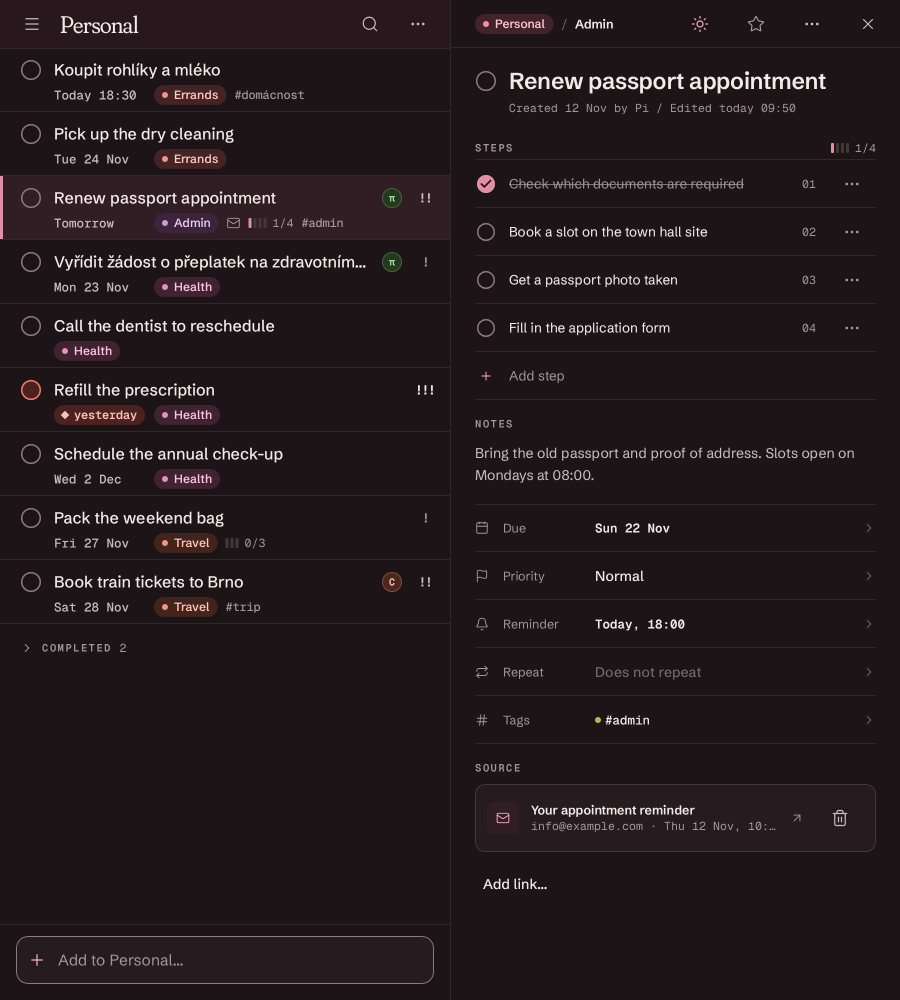 Personal
Koupit rohlíky a mléko
Today 18:30 Errands #domácnost
Pick up the dry cleaning
Tue 24 Nov Errands
Renew passport appointment π !!
Tomorrow Admin 1/4 #admin
Vyřídit žádost o přeplatek na zdravotním… π !
Mon 23 Nov Health
Call the dentist to reschedule
Health
Refill the prescription !!!
yesterday Health
Schedule the annual check-up
Wed 2 Dec Health
Pack the weekend bag !
Fri 27 Nov Travel 0/3
Book train tickets to Brno C !!
Sat 28 Nov Travel #trip
COMPLETED 2
Add to Personal…
Personal / Admin
Renew passport appointment
Created 12 Nov by Pi / Edited today 09:50
STEPS 1/4
Check which documents are required 01
Book a slot on the town hall site 02
Get a passport photo taken 03
Fill in the application form 04
Add step
NOTES
Bring the old passport and proof of address. Slots open on
Mondays at 08:00.
Due Sun 22 Nov
Priority Normal
Reminder Today, 18:00
Repeat Does not repeat
Tags #admin
SOURCE
Your appointment reminder
info@example.com · Thu 12 Nov, 10:…
Add link…